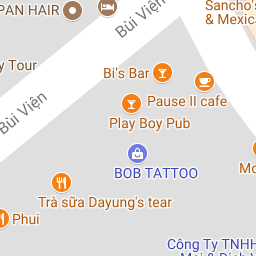 PAN HAIR
Bùi Viện
Sancho's
& Mexica
Bi's Bar
y Tour
Pause II cafe
Bùi Viện
Play Boy Pub
BOB TATTOO
Mo
Trà sữa Dayung's tear
Phui
Công Ty TNHH